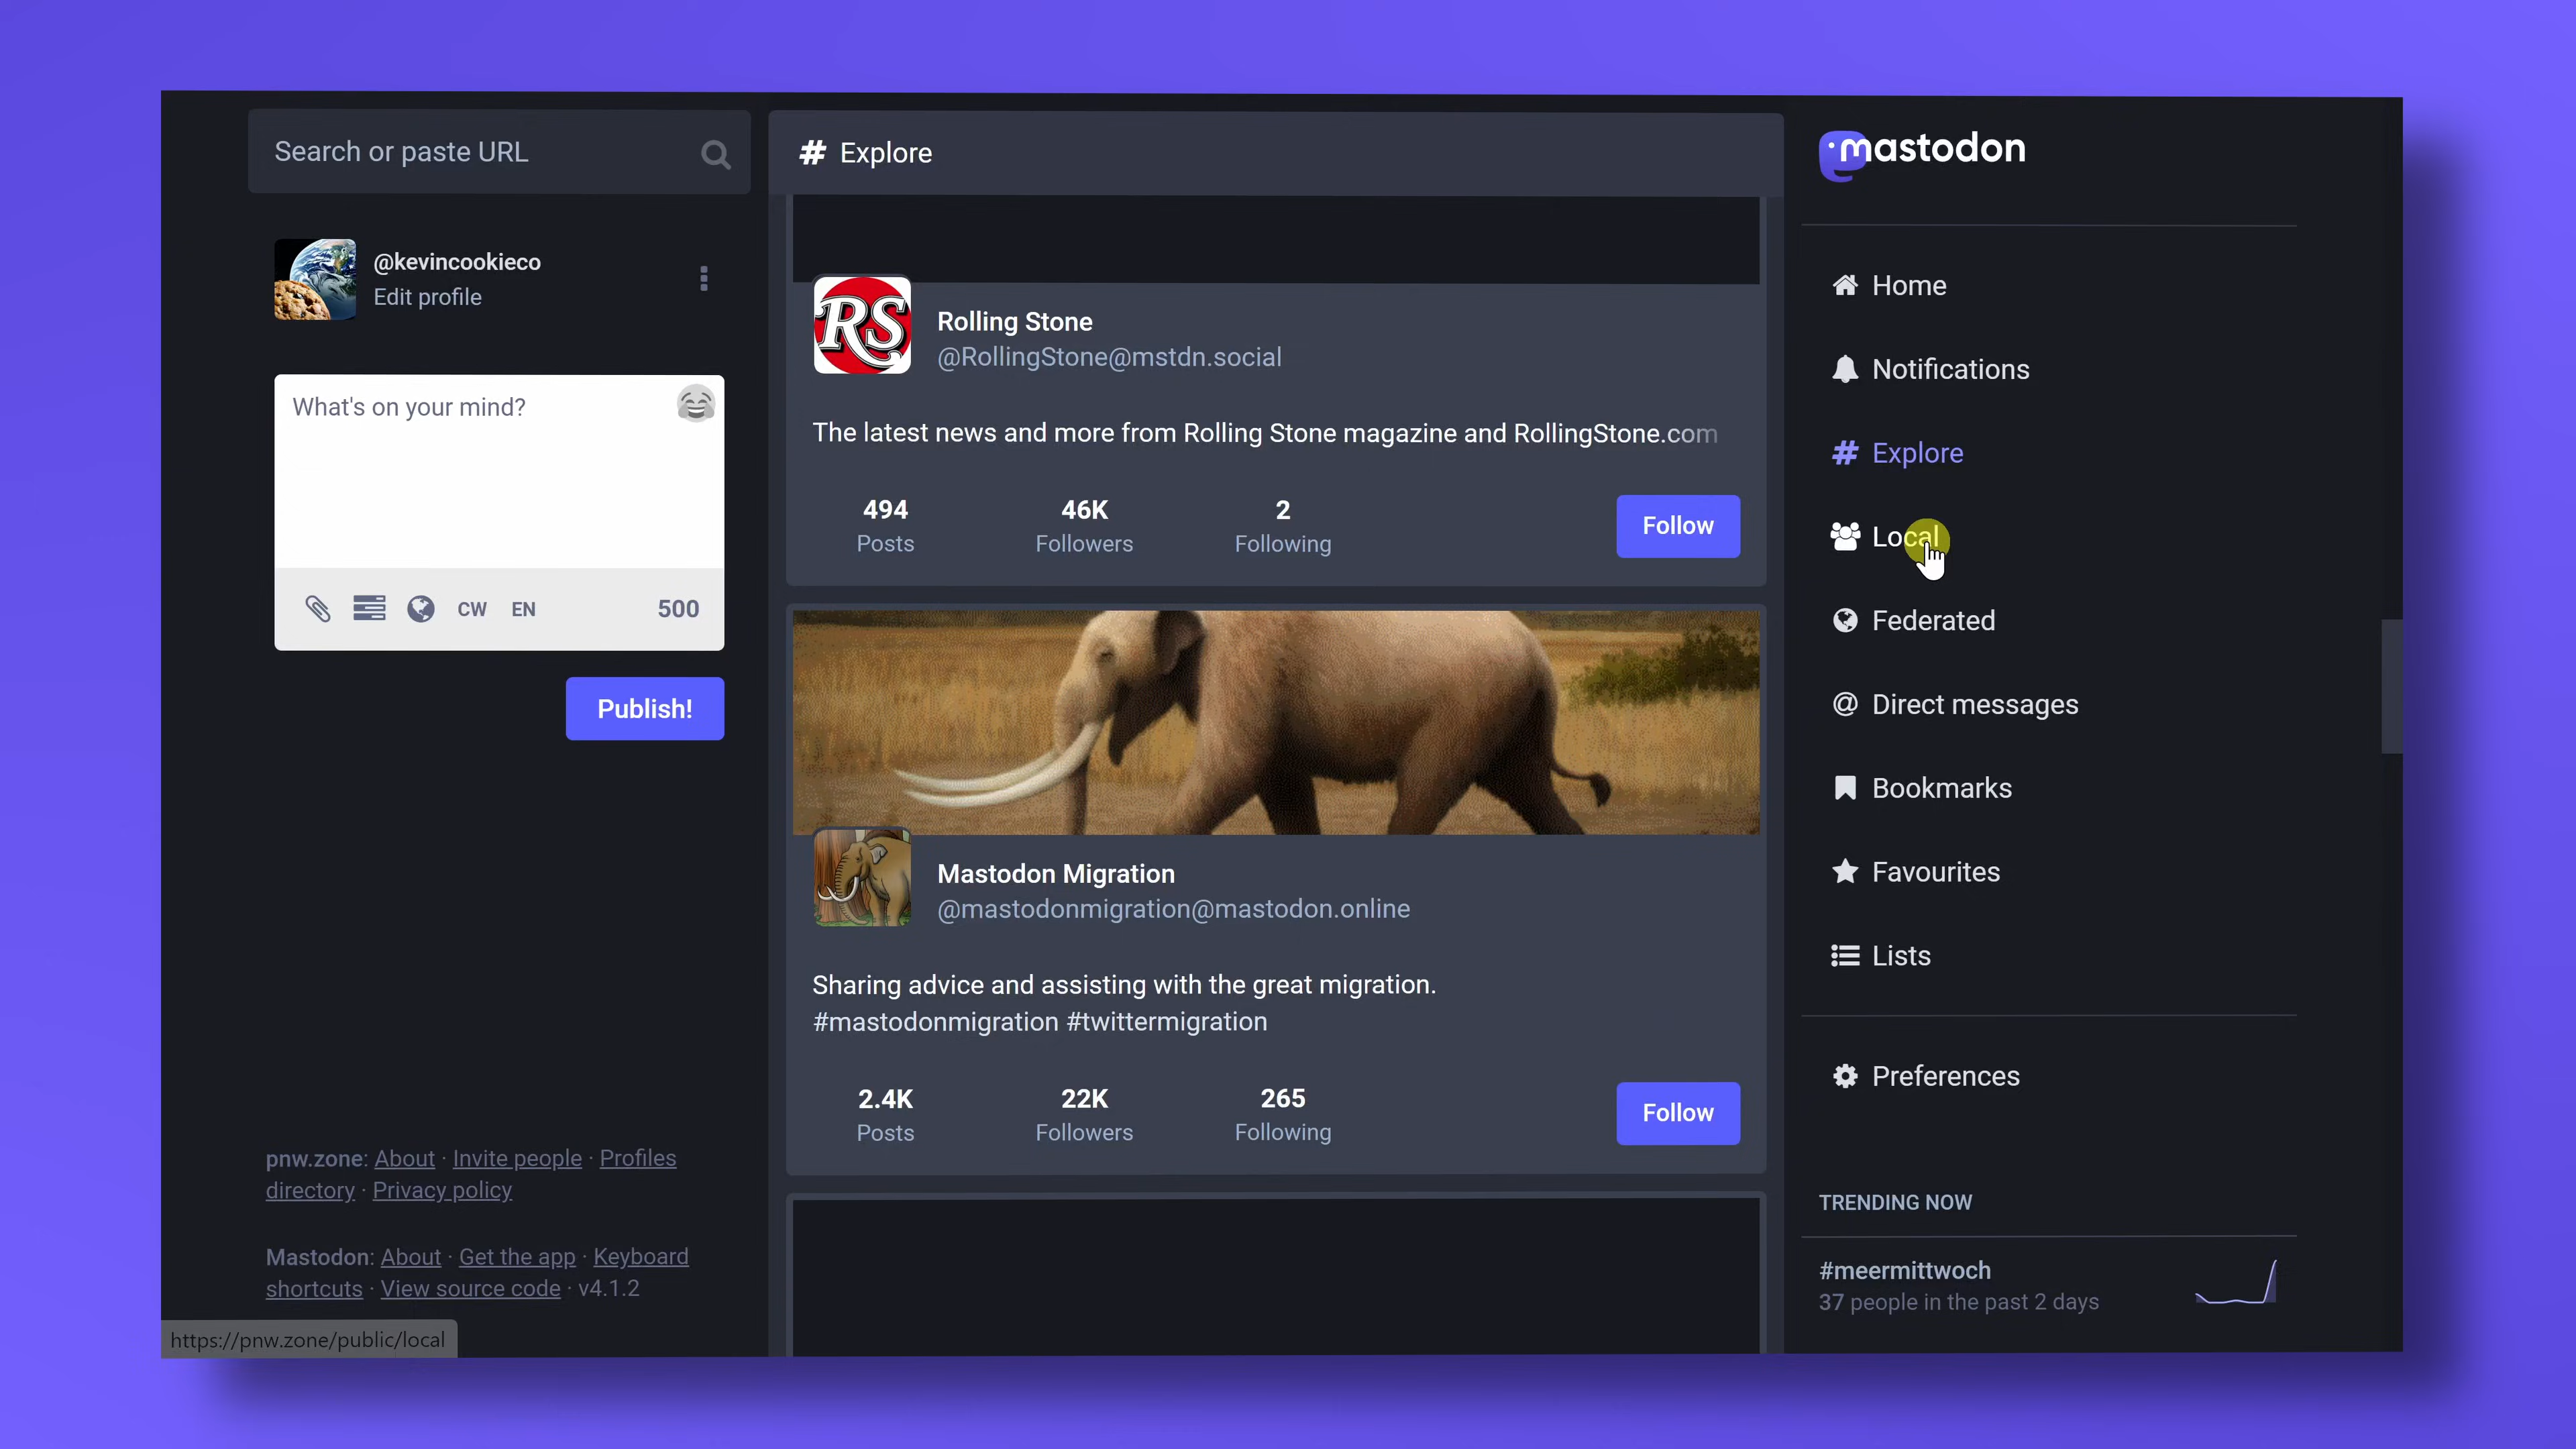 Search or paste URL
@kevincookieco
Edit profile
What's on your mind?
CW EN 500
Publish!
pnw.zone: About · Invite people · Profiles
directory · Privacy policy
Mastodon: About · Get the app · Keyboard
shortcuts · View source code · v4.1.2
https://pnw.zone/public/local
# Explore
RS
Rolling Stone
@RollingStone@mstdn.social
The latest news and more from Rolling Stone magazine and RollingStone.com
494 46K 2
Posts Followers Following
Follow
Mastodon Migration
@mastodonmigration@mastodon.online
Sharing advice and assisting with the great migration.
#mastodonmigration #twittermigration
2.4K 22K 265
Posts Followers Following
Follow
mastodon
Home
Notifications
# Explore
Local
Federated
@ Direct messages
Bookmarks
Favourites
Lists
Preferences
TRENDING NOW
#meermittwoch
37 people in the past 2 days